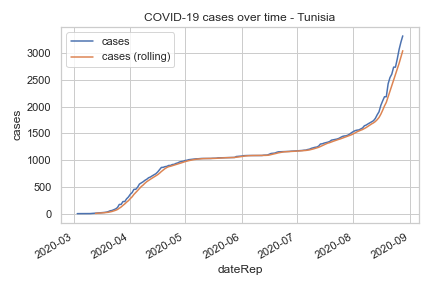 COVID-19 cases over time - Tunisia
cases
cases (rolling)
3000
2500
2000
1500
1000
500
0
cases
2020-03
2020-04
2020-05
2020-06
2020-07
2020-08
2020-09
dateRep